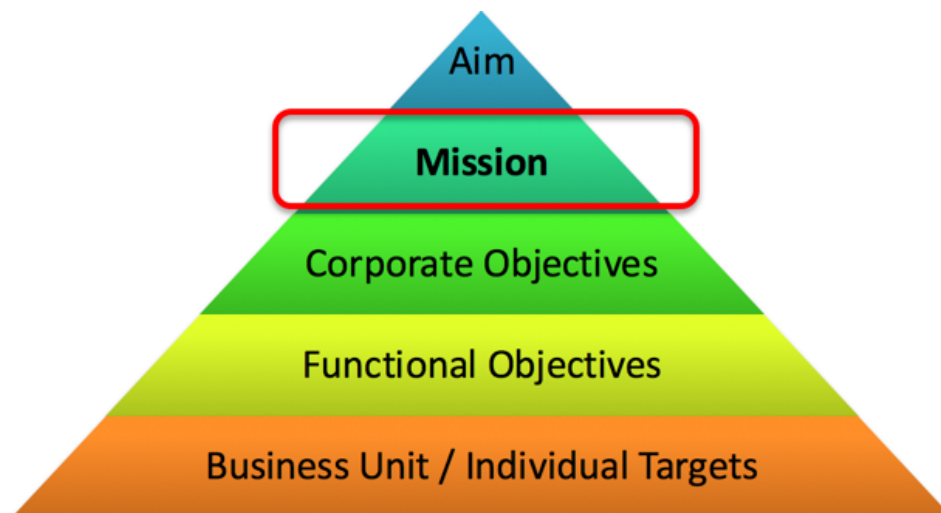 Aim
Mission
Corporate Objectives
Functional Objectives
Business Unit / Individual Targets